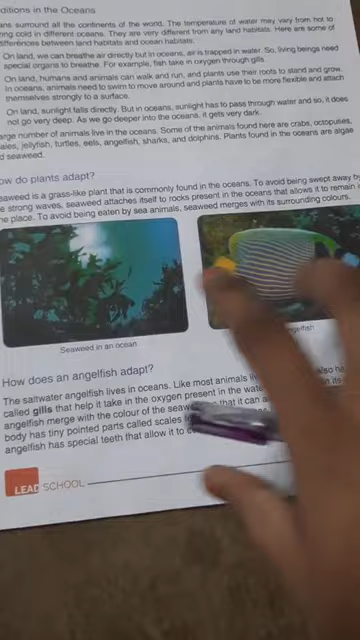 ditions in the Oceans
ans surround all the continents of the world. The temperature of water may vary from hot to
ng cold in different oceans. They are very different from any land habitats. Here are some of
differences between land habitats and ocean habitats.
On land, we can breathe air directly but in oceans, air is trapped in water. So, living beings need
special organs to breathe. For example, fish take in oxygen through gills
On land, humans and animals can walk and run, and plants use their roots to stand and grow.
In oceans, animals need to swim to move around and plants have to be more flexible and attach
themselves strongly to a surface.
On land, sunlight falls directly. But in oceans, sunlight has to pass through water and so, it does
not go very deep. As we go deeper into the oceans, it gets very dark.
arge number of animals live in the oceans. Some of the animals found here are crabs, octopuses,
ales, jellyfish, turtles, eels, angelfish, sharks, and dolphins. Plants found in the oceans are algae
d seaweed.
ow do plants adapt?
eaweed is a grass-like plant that is commonly found in the oceans. To avoid being swept away by
e strong waves, seaweed attaches itself to rocks present in the ocean that allows it to remain
ne place. To avoid being eaten by sea animals, seaweed merges with its surrounding colours.
Seaweed in an ocean
gelfish
How does an angelfish adapt?
The saltwater angelfish lives in oceans. Like most animals also
called gills that help it take in the oxygen present in the in its
angelfish merge with the colour of the that it can
body has tiny pointed parts called scales
angelfish has special teeth that allow it to
LEAD SCHOOL